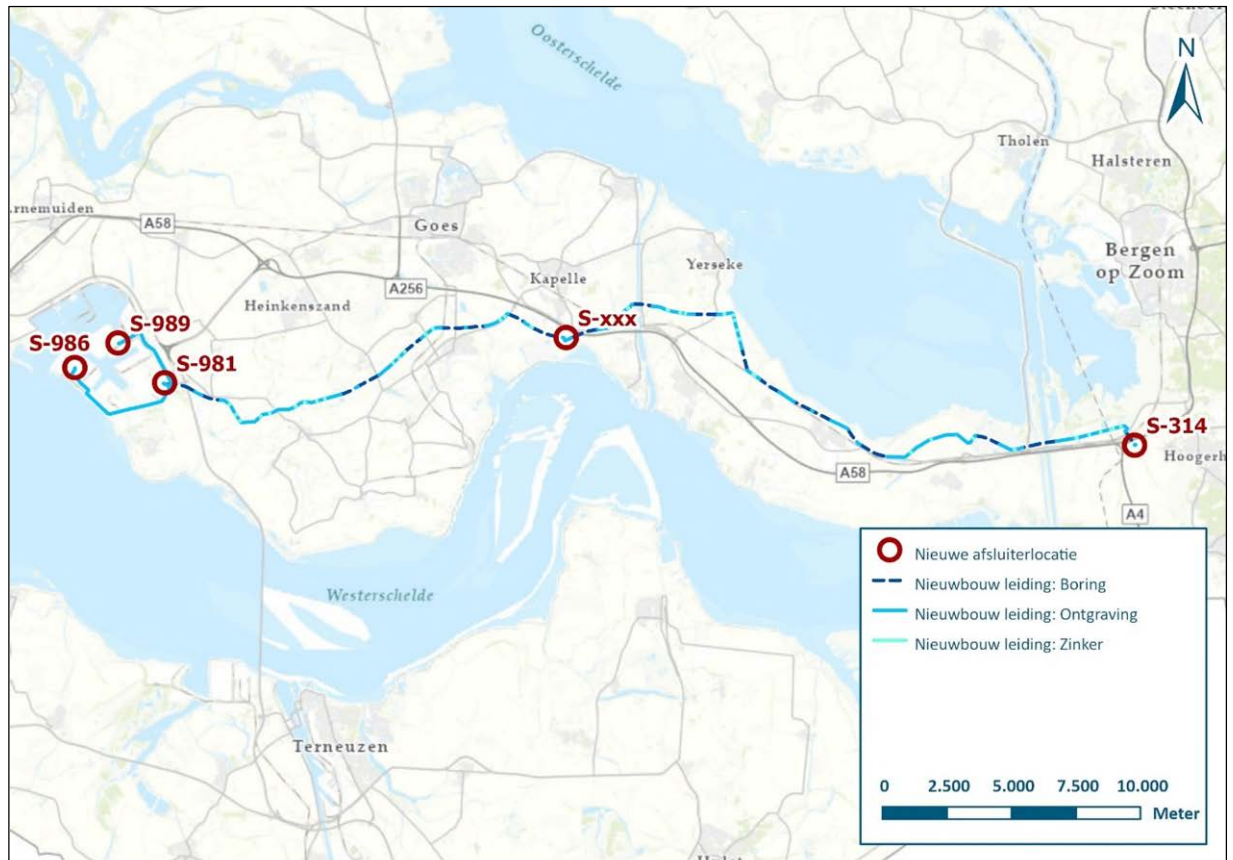 Steenber
Oosterschelde
N
Tholen
Halsteren
rnemuiden
A58
Goes
Bergen
op Zoom
Kapelle
Yerseke
A256
Heinkenszand
S-989
S-xxx
S-986
S-981
S-314
Hoogerh
A58
A4
Westerschelde
Nieuwe afsluiterlocatie
Nieuwbouw leiding: Boring
Nieuwbouw leiding: Ontgraving
Nieuwbouw leiding: Zinker
Terneuzen
0 2.500 5.000 7.500 10.000
Meter